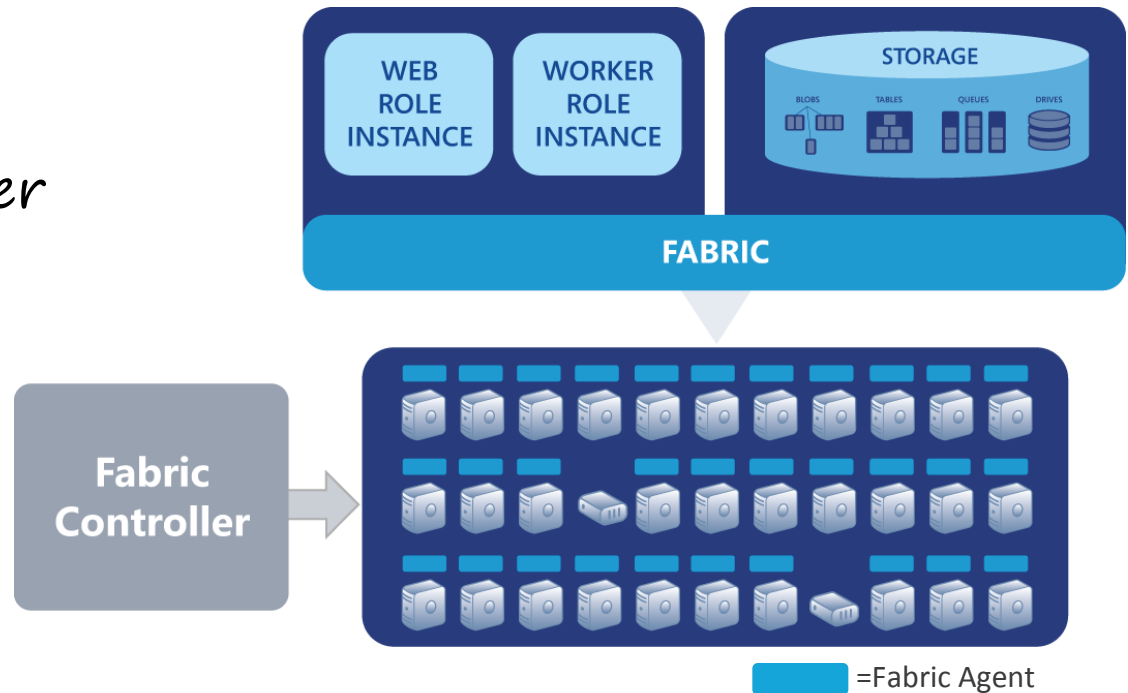 WEB
ROLE
INSTANCE
WORKER
ROLE
INSTANCE
STORAGE
BLOBS
TABLES
QUEUES
DRIVES
er
FABRIC
Fabric
Controller
=Fabric Agent